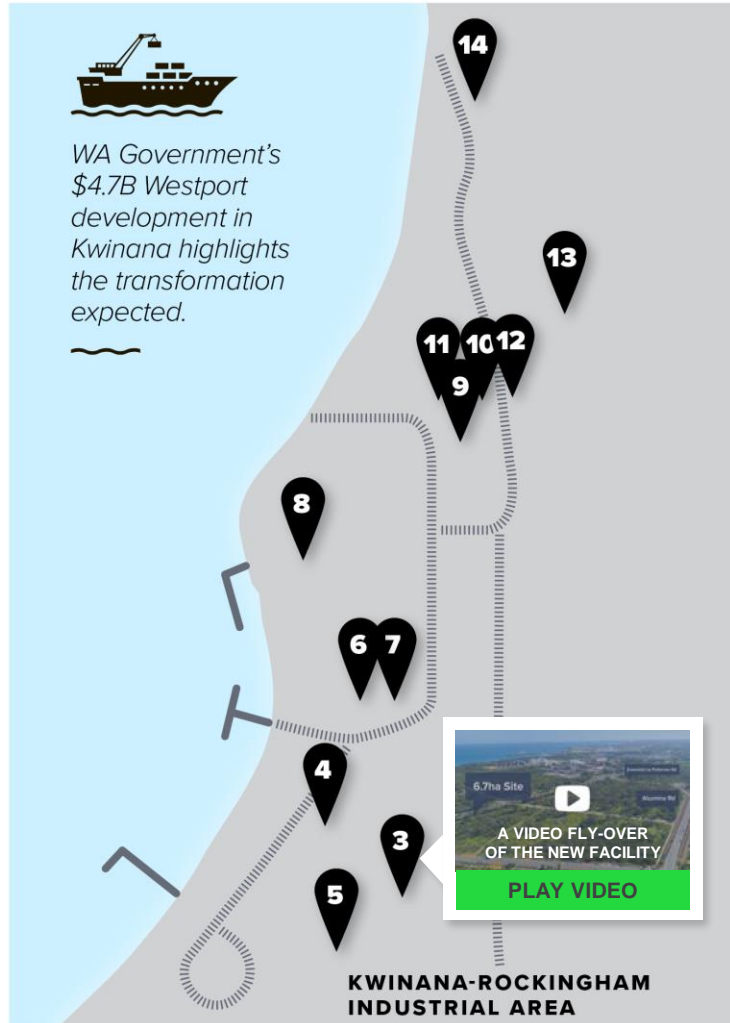 14
WA Government's
$4.7B Westport
development in
Kwinana highlights
the transformation
expected.
13
11 10 12
9
8
6 7
4
6.7ha Site
Alumina Rd
A VIDEO FLY-OVER
OF THE NEW FACILITY
3
PLAY VIDEO
5
KWINANA-ROCKINGHAM
INDUSTRIAL AREA